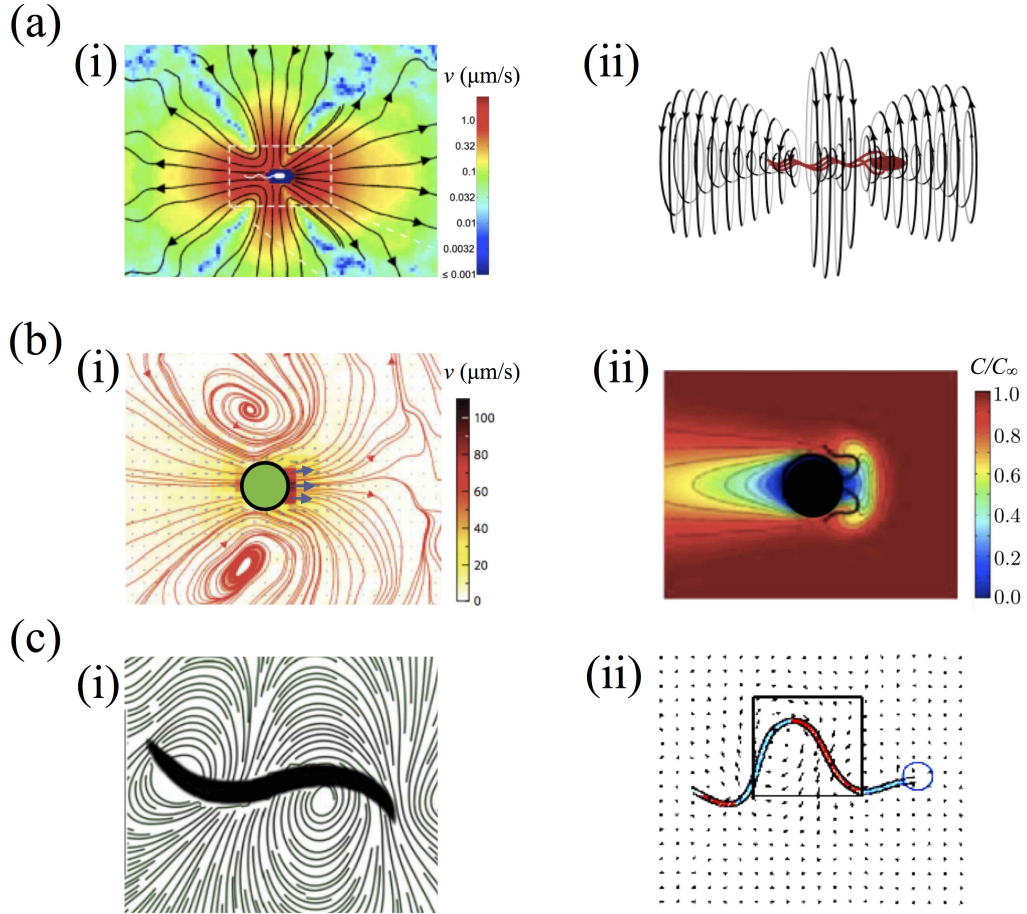 (a)
(i)
v (μm/s)
1.0
0.32
0.1
0.032
0.01
0.0032
≤ 0.001
(ii)
(b)
(i)
v (μm/s)
100
80
60
40
20
0
(ii)
C/C∞
1.0
0.8
0.6
0.4
0.2
0.0
(c)
(i)
(ii)